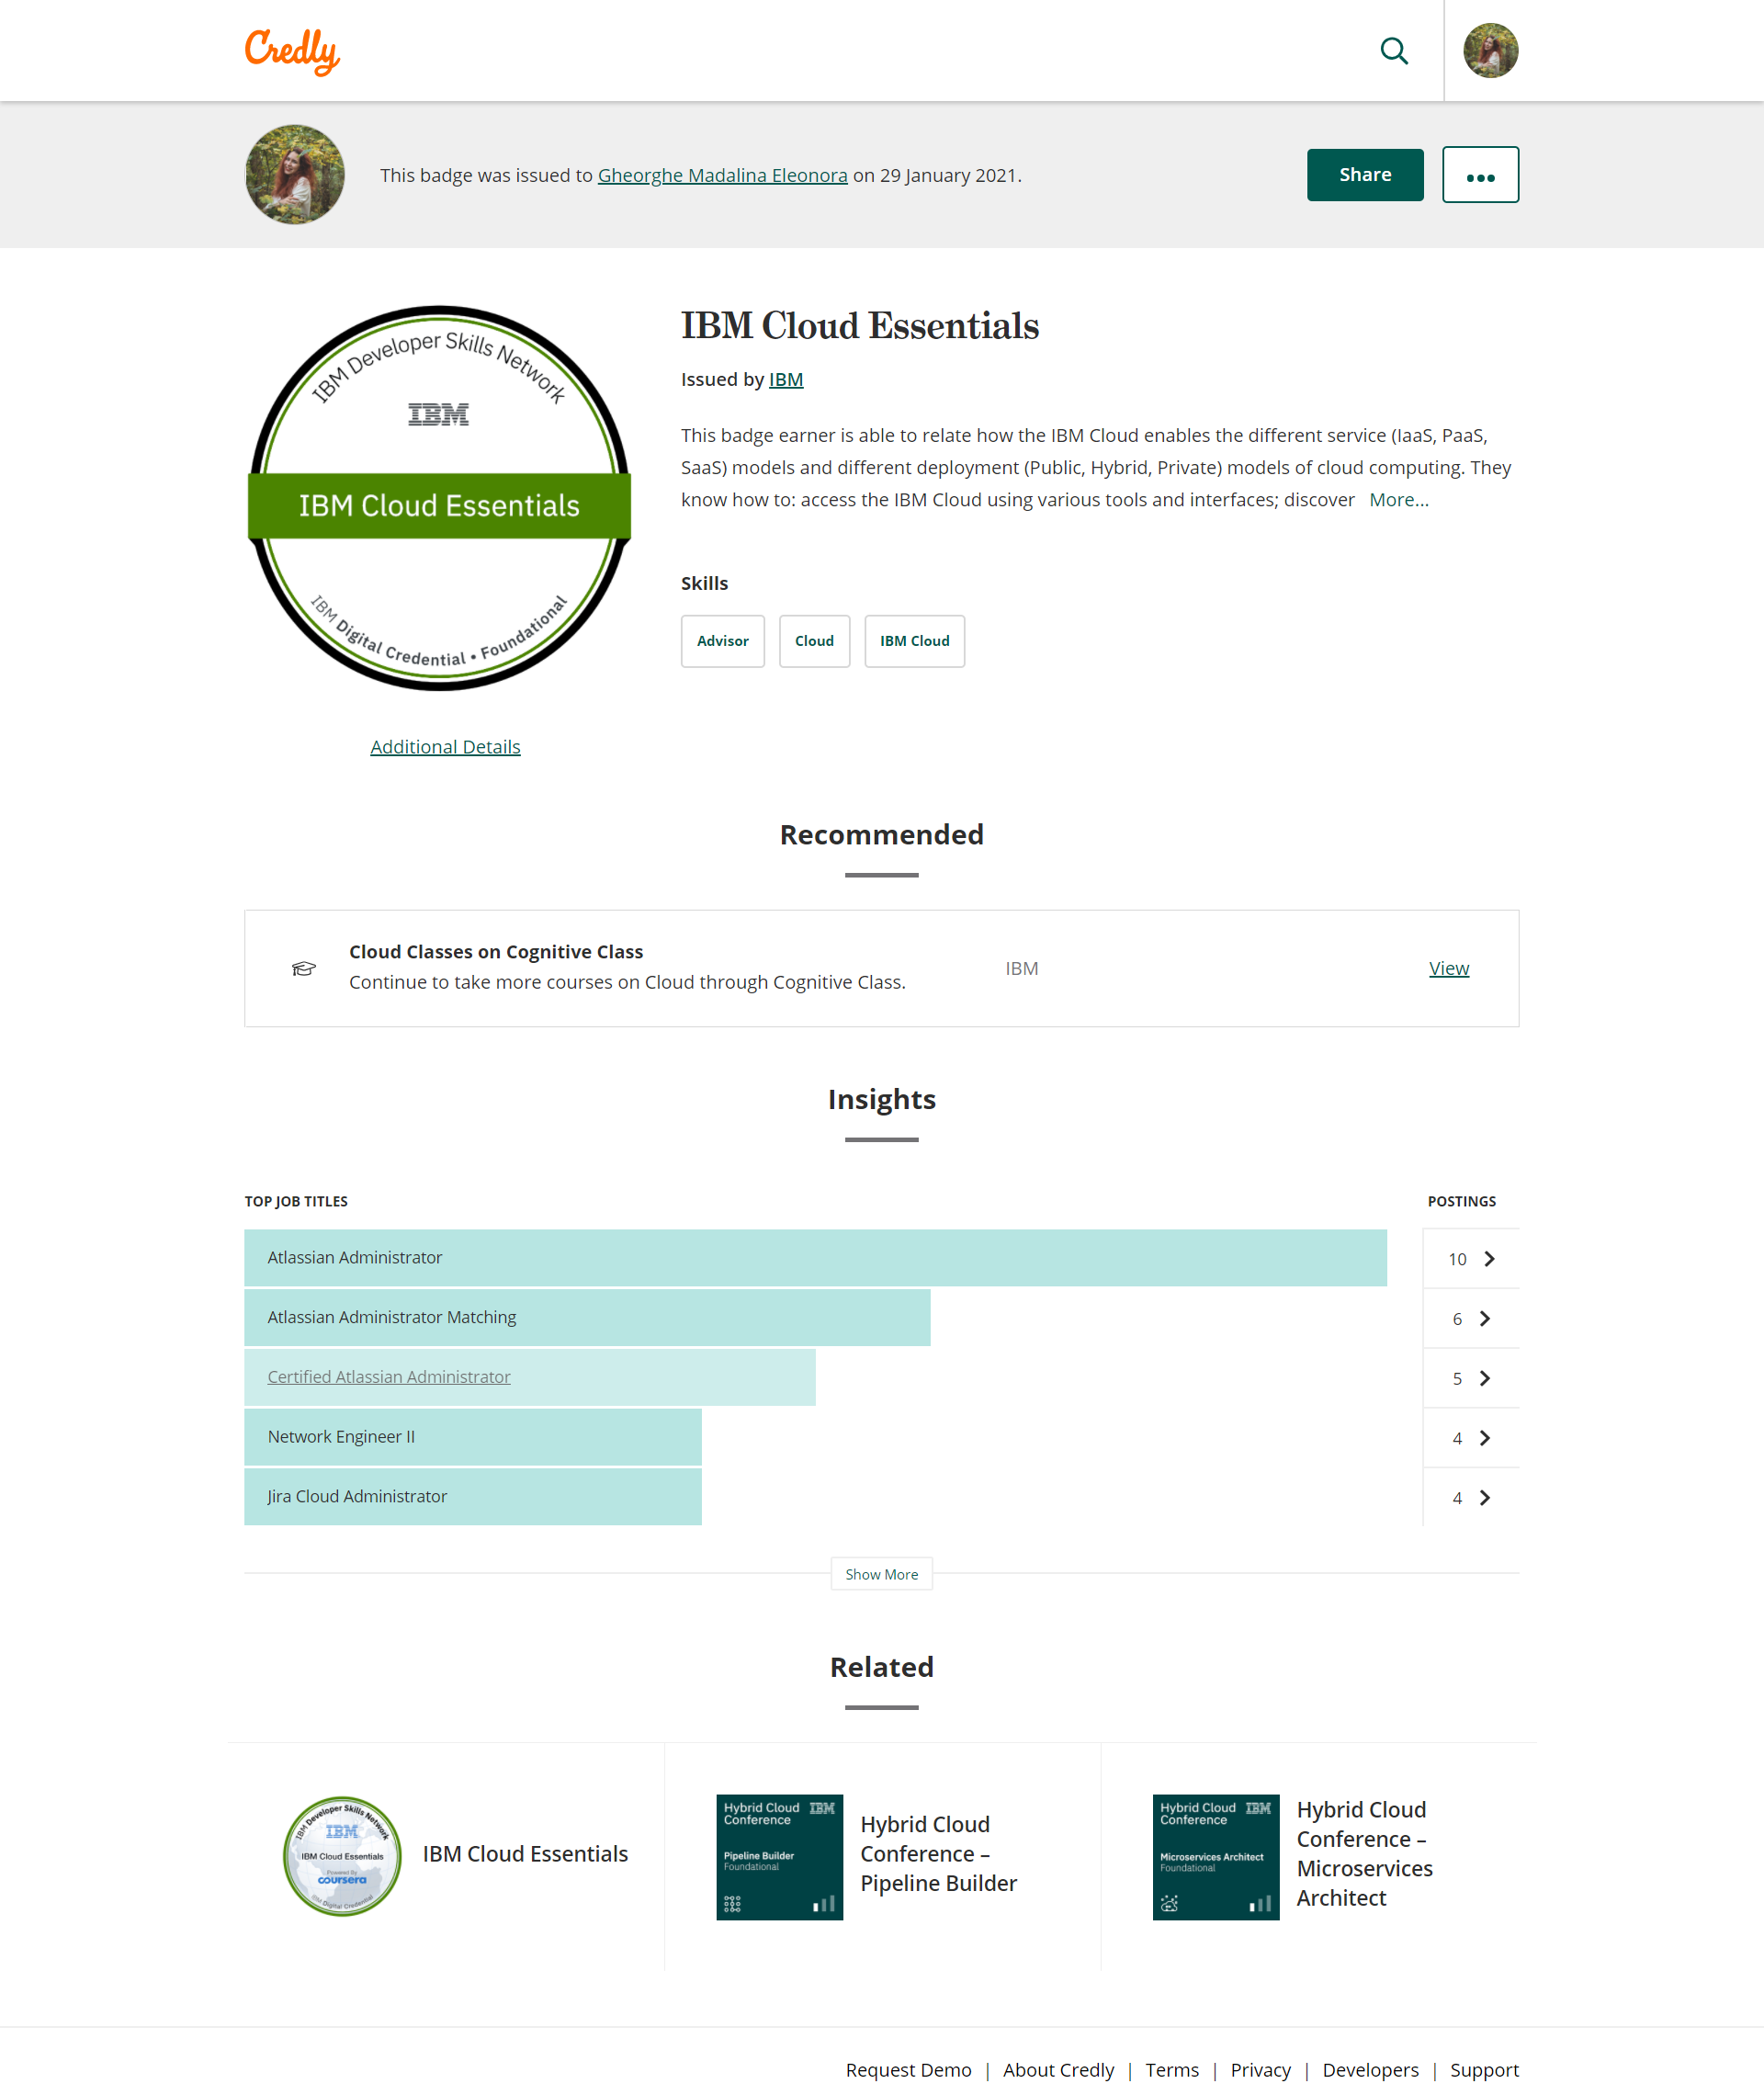 Credly
This badge was issued to Gheorghe Madalina Eleonora on 29 January 2021.
Share
IBM Developer Skills Network
IBM
IBM Cloud Essentials
IBM Digital Credential • Foundational
Additional Details
IBM Cloud Essentials
Issued by IBM
This badge earner is able to relate how the IBM Cloud enables the different service (IaaS, PaaS,
SaaS) models and different deployment (Public, Hybrid, Private) models of cloud computing. They
know how to: access the IBM Cloud using various tools and interfaces; discover More...
Skills
Advisor
Cloud
IBM Cloud
Recommended
Cloud Classes on Cognitive Class
Continue to take more courses on Cloud through Cognitive Class.
IBM
View
Insights
TOP JOB TITLES
POSTINGS
Atlassian Administrator
10
Atlassian Administrator Matching
6
Certified Atlassian Administrator
5
Network Engineer II
4
Jira Cloud Administrator
4
Show More
Related
IBM Developer Skills Network
IBM
IBM Cloud Essentials
Powered by
coursera
IBM Digital Credential
IBM Cloud Essentials
Hybrid Cloud IBM
Conference
Pipeline Builder
Foundational
Hybrid Cloud
Conference –
Pipeline Builder
Hybrid Cloud IBM
Conference
Microservices Architect
Foundational
Hybrid Cloud
Conference –
Microservices
Architect
Request Demo | About Credly | Terms | Privacy | Developers | Support